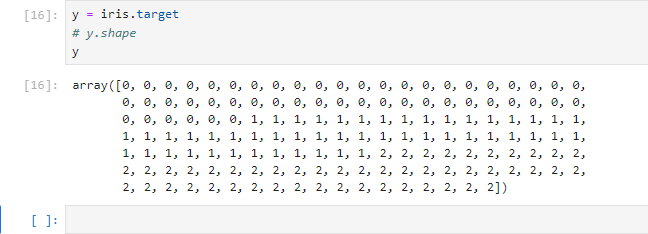 [16]: y = iris.target
# y.shape
y
[16]: array([0, 0, 0, 0, 0, 0, 0, 0, 0, 0, 0, 0, 0, 0, 0, 0, 0, 0, 0, 0, 0, 0,
0, 0, 0, 0, 0, 0, 0, 0, 0, 0, 0, 0, 0, 0, 0, 0, 0, 0, 0, 0, 0, 0,
0, 0, 0, 0, 0, 0, 1, 1, 1, 1, 1, 1, 1, 1, 1, 1, 1, 1, 1, 1, 1, 1,
1, 1, 1, 1, 1, 1, 1, 1, 1, 1, 1, 1, 1, 1, 1, 1, 1, 1, 1, 1, 1, 1,
1, 1, 1, 1, 1, 1, 1, 1, 1, 1, 1, 1, 2, 2, 2, 2, 2, 2, 2, 2, 2, 2,
2, 2, 2, 2, 2, 2, 2, 2, 2, 2, 2, 2, 2, 2, 2, 2, 2, 2, 2, 2, 2, 2,
2, 2, 2, 2, 2, 2, 2, 2, 2, 2, 2, 2, 2, 2, 2, 2, 2, 2])
[ ]: